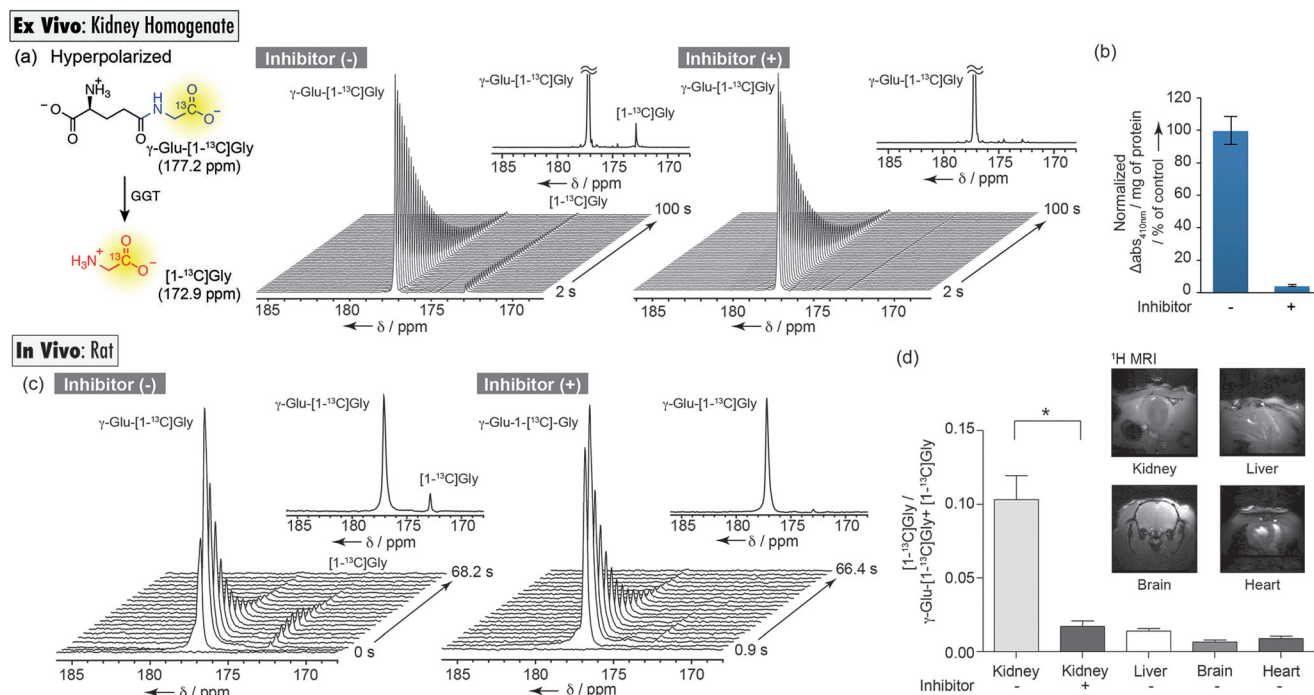 Ex Vivo: Kidney Homogenate
(a) Hyperpolarized
NH3
+
−O
O
H
N
13C
O
O−
γ-Glu-[1-13C]Gly
(177.2 ppm)
GGT
H3N
+
13C
O
O−
[1-13C]Gly
(172.9 ppm)
Inhibitor (-)
γ-Glu-[1-13C]Gly
γ-Glu-[1-13C]Gly
[1-13C]Gly
185 180 175 170
δ / ppm
[1-13C]Gly
100 s
2 s
185 180 175 170
δ / ppm
Inhibitor (+)
γ-Glu-[1-13C]Gly
γ-Glu-[1-13C]Gly
185 180 175 170
δ / ppm
100 s
2 s
185 180 175 170
δ / ppm
(b)
Normalized
Δabs410nm / mg of protein
/ % of control
120
100
80
60
40
20
0
Inhibitor - +
In Vivo: Rat
(c) Inhibitor (-)
γ-Glu-[1-13C]Gly
γ-Glu-[1-13C]Gly
[1-13C]Gly
185 180 175 170
δ / ppm
[1-13C]Gly
68.2 s
0 s
185 180 175 170
δ / ppm
Inhibitor (+)
γ-Glu-1-[13C]-Gly
γ-Glu-[1-13C]Gly
185 180 175 170
δ / ppm
66.4 s
0.9 s
185 180 175 170
δ / ppm
(d)
1H MRI
Kidney Liver
Brain Heart
[1-13C]Gly /
γ-Glu-[1-13C]Gly+ [1-13C]Gly
0.15
0.10
0.05
0.00
*
Kidney Kidney Liver Brain Heart
Inhibitor - + - - -